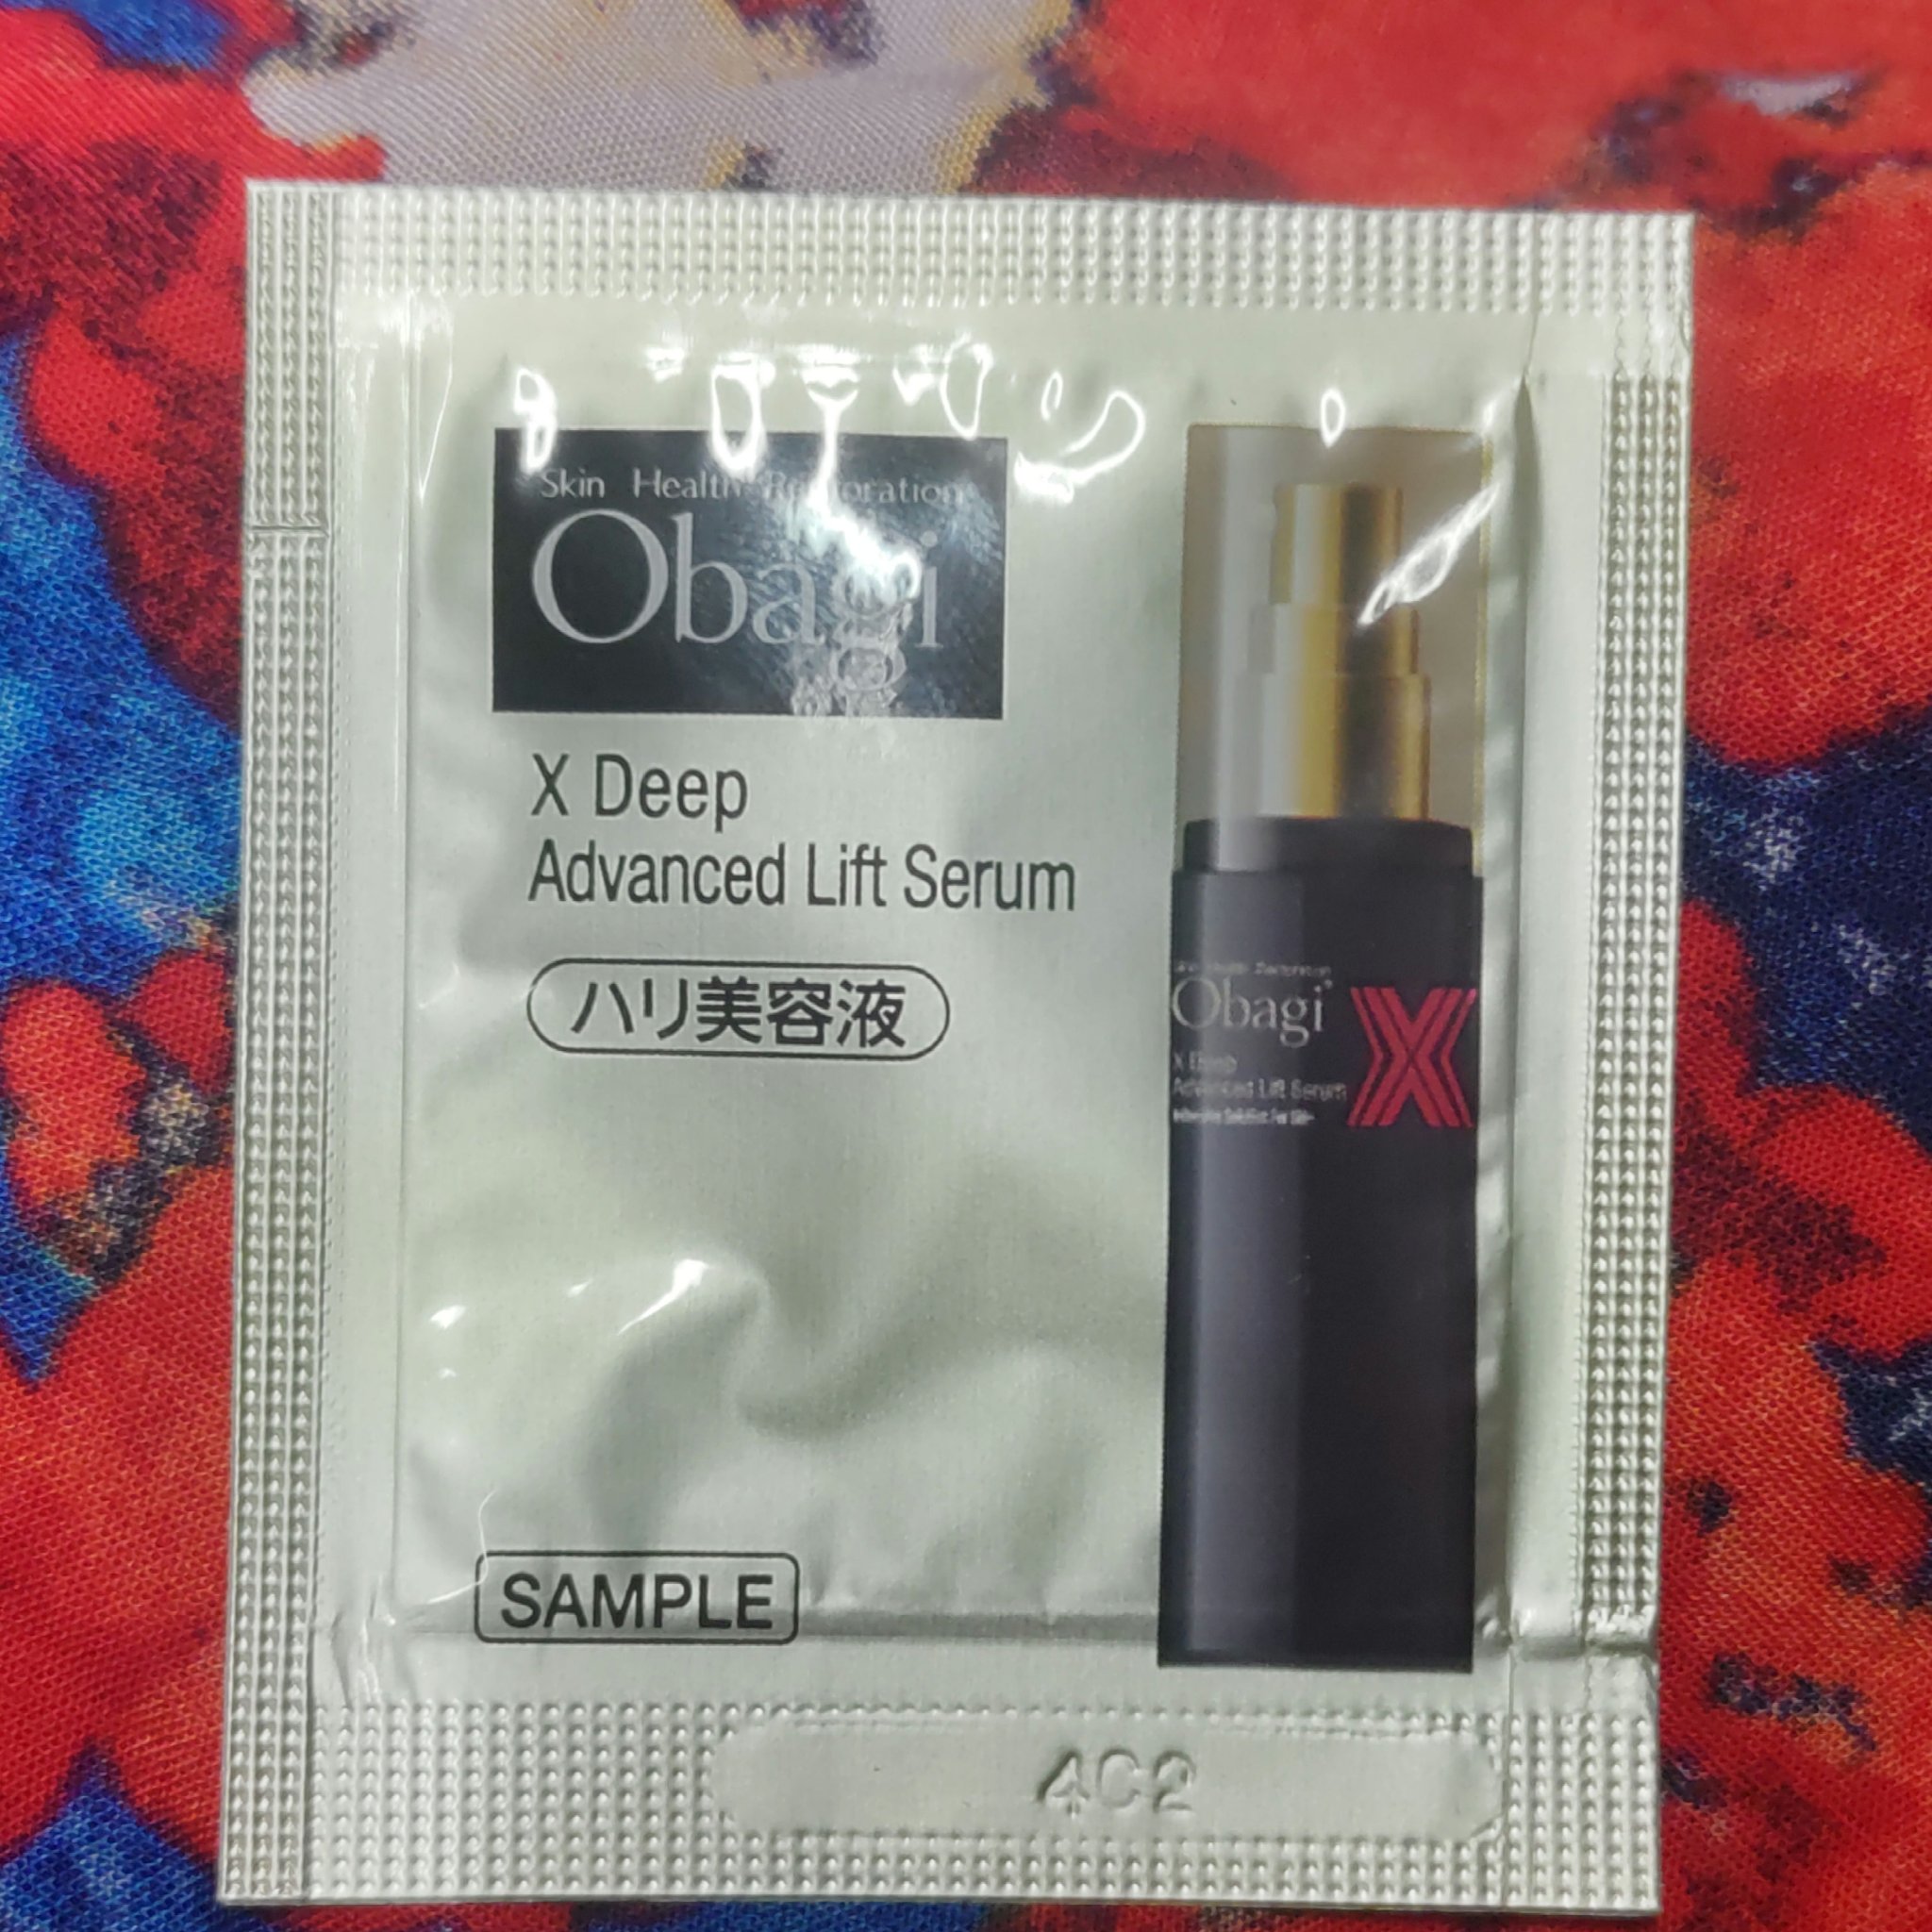 Skin Health Restoration
Obagi
X Deep
Advanced Lift Serum
ハリ美容液
Obagi
X Deep
Advanced Lift Serum
SAMPLE
4C2